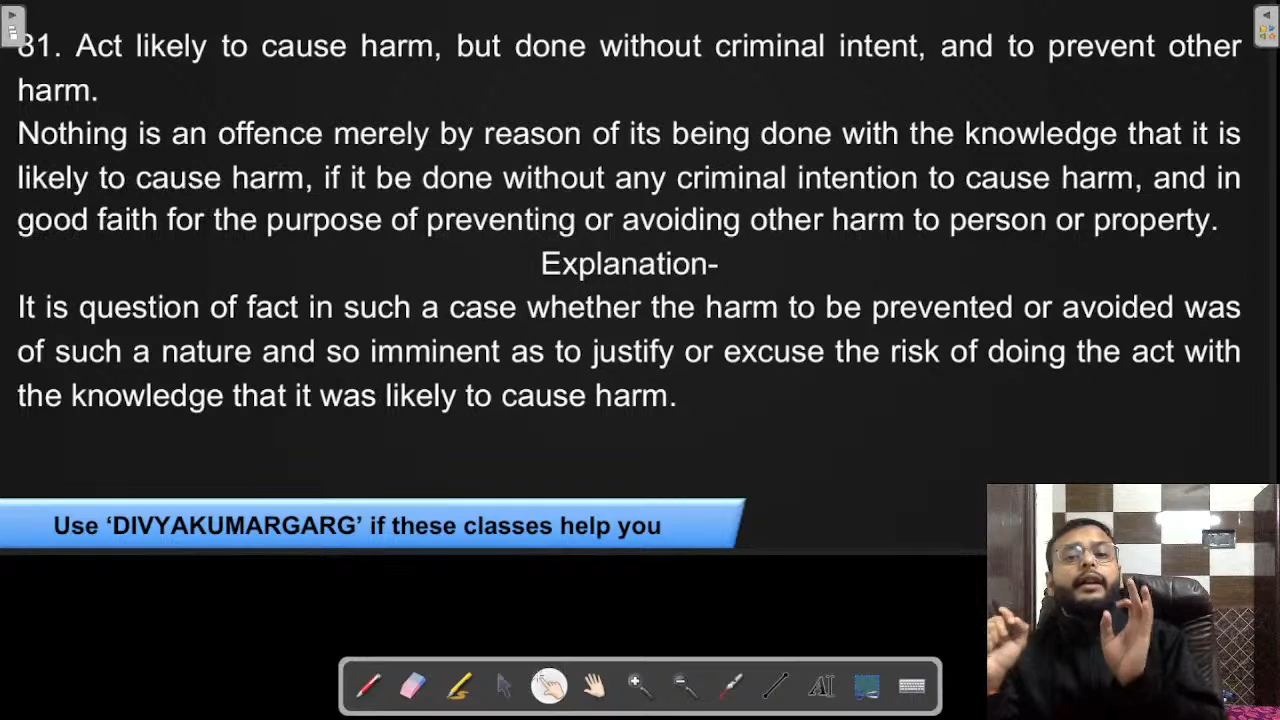 81. Act likely to cause harm, but done without criminal intent, and to prevent other
harm.
Nothing is an offence merely by reason of its being done with the knowledge that it is
likely to cause harm, if it be done without any criminal intention to cause harm, and in
good faith for the purpose of preventing or avoiding other harm to person or property.
Explanation-
It is question of fact in such a case whether the harm to be prevented or avoided was
of such a nature and so imminent as to justify or excuse the risk of doing the act with
the knowledge that it was likely to cause harm.
Use ‘DIVYAKUMARGARG’ if these classes help you
AI